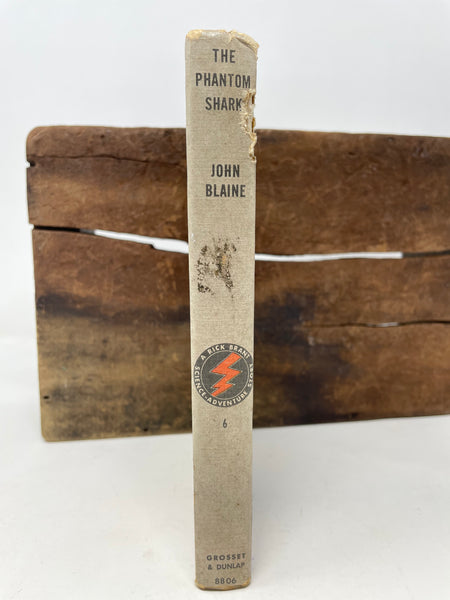 THE
PHANTOM
SHARK
JOHN
BLAINE
A RICK BRANT
SCIENCE-ADVENTURE STORY
6
GROSSET
& DUNLAP
8806